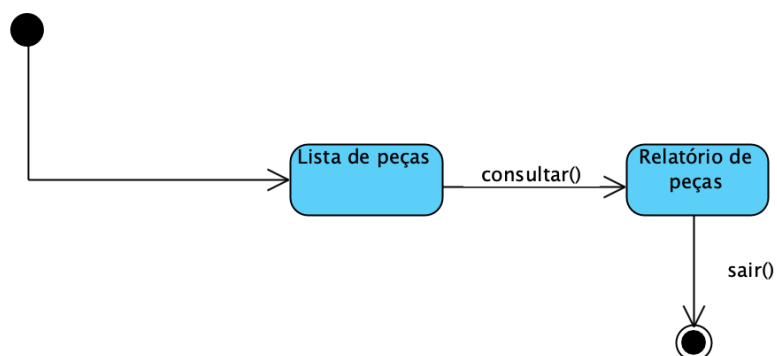 Lista de peças
consultar()
Relatório de
peças
sair()